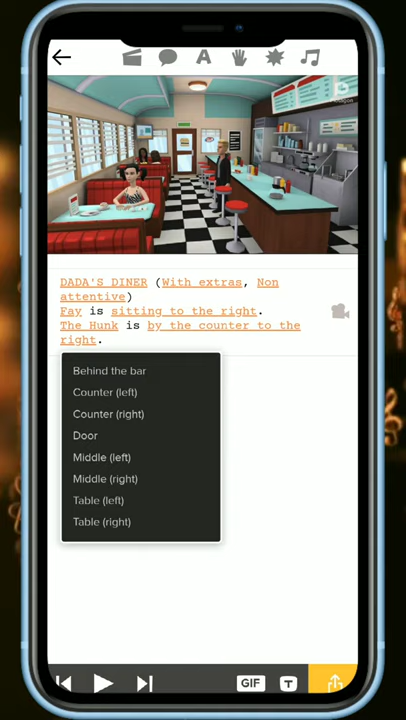 DADA'S DINER (With extras, Non
attentive)
Fay is sitting to the right.
The Hunk is by the counter to the
right.
Behind the bar
Counter (left)
Counter (right)
Door
Middle (left)
Middle (right)
Table (left)
Table (right)
GIF
T